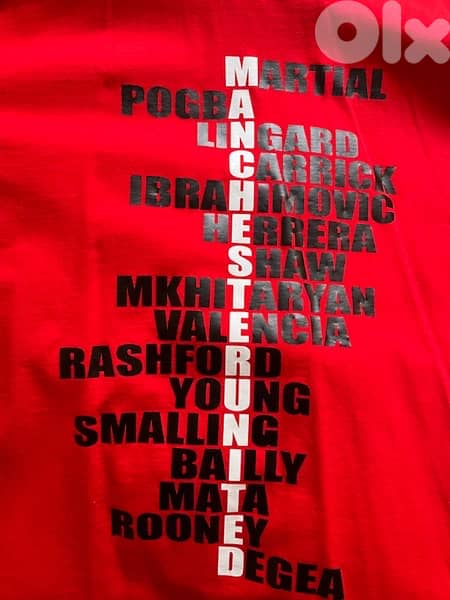 OLX
MARTIAL
POGBA
LINGARD
CARRICK
IBRAHIMOVIC
HERRERA
SHAW
MKHITARYAN
VALENCIA
RASHFORD
YOUNG
SMALLING
BAILLY
MATA
ROONEY
DEGEA